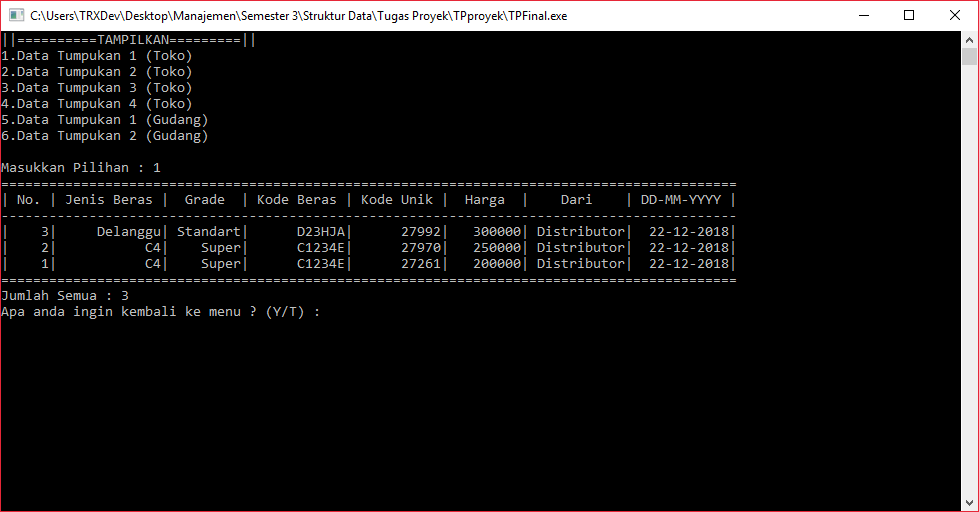 C:\Users\TRXDev\Desktop\Manajemen\Semester 3\Struktur Data\Tugas Proyek\TPproyek\TPFinal.exe
||==========TAMPILKAN=========||
1.Data Tumpukan 1 (Toko)
2.Data Tumpukan 2 (Toko)
3.Data Tumpukan 3 (Toko)
4.Data Tumpukan 4 (Toko)
5.Data Tumpukan 1 (Gudang)
6.Data Tumpukan 2 (Gudang)
Masukkan Pilihan : 1
============================================================================================
| No. | Jenis Beras |  Grade  | Kode Beras | Kode Unik |  Harga  |    Dari    | DD-MM-YYYY |
--------------------------------------------------------------------------------------------
|    3|     Delanggu| Standart|      D23HJA|      27992|   300000| Distributor|  22-12-2018|
|    2|           C4|    Super|      C1234E|      27970|   250000| Distributor|  22-12-2018|
|    1|           C4|    Super|      C1234E|      27261|   200000| Distributor|  22-12-2018|
============================================================================================
Jumlah Semua : 3
Apa anda ingin kembali ke menu ? (Y/T) :